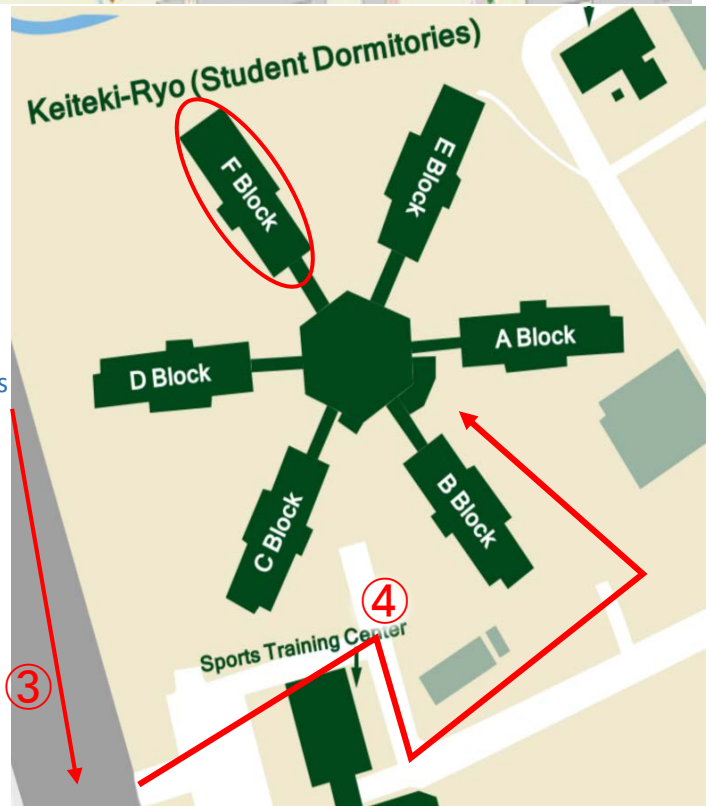 Keiteki-Ryo (Student Dormitories)
F Block
E Block
A Block
D Block
s
B Block
C Block
④
Sports Training Center
③